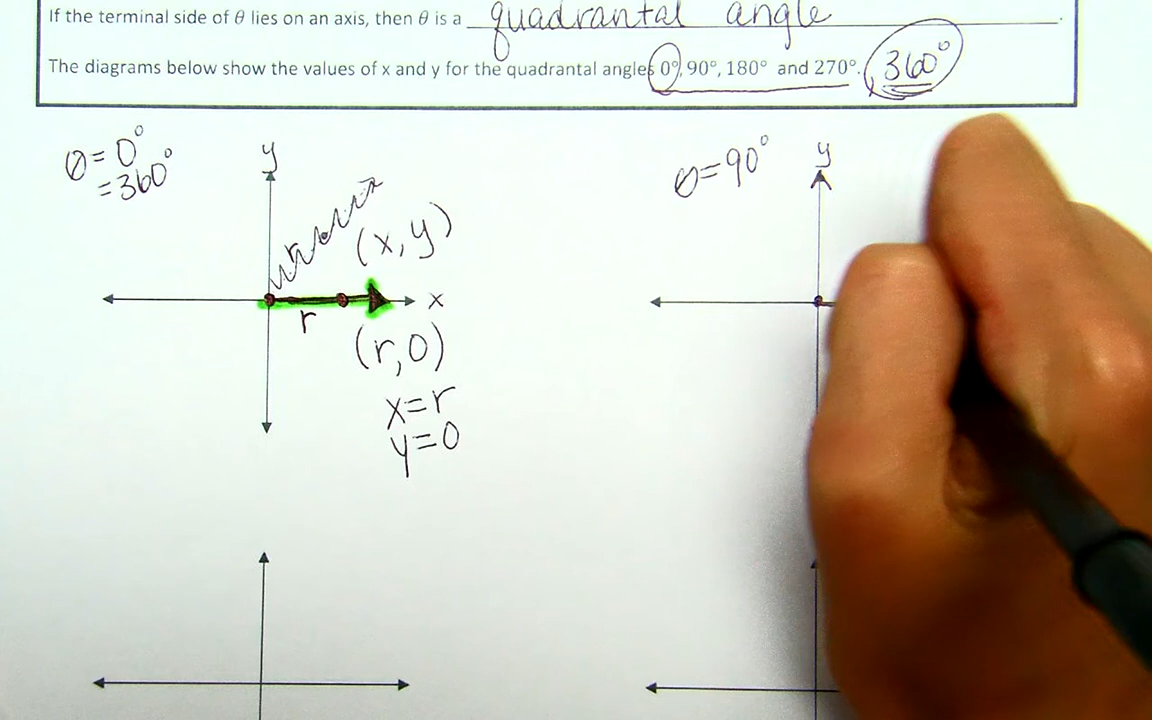 If the terminal side of θ lies on an axis, then θ is a quadrantal angle.
The diagrams below show the values of x and y for the quadrantal angles 0°, 90°, 180° and 270°. , 360°
θ=0°
=360°
y
(x,y)
x
r
(r,0)
x=r
y=0
θ=90°
y